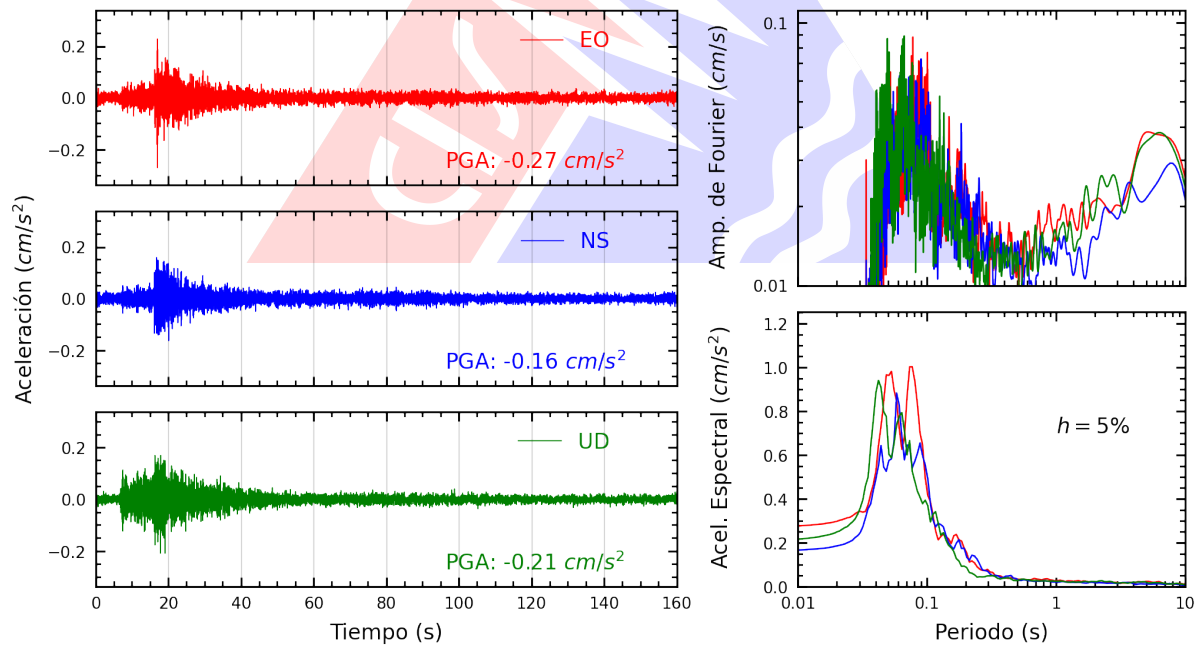 Aceleración (cm/s²)
0.2
0.0
−0.2
EO
PGA: -0.27 cm/s²
0.2
0.0
−0.2
NS
PGA: -0.16 cm/s²
0.2
0.0
−0.2
UD
PGA: -0.21 cm/s²
0 20 40 60 80 100 120 140 160
Tiempo (s)
Amp. de Fourier (cm/s)
0.1
0.01
Acel. Espectral (cm/s²)
1.2
1.0
0.8
0.6
0.4
0.2
0.0
h = 5%
0.01 0.1 1 10
Periodo (s)